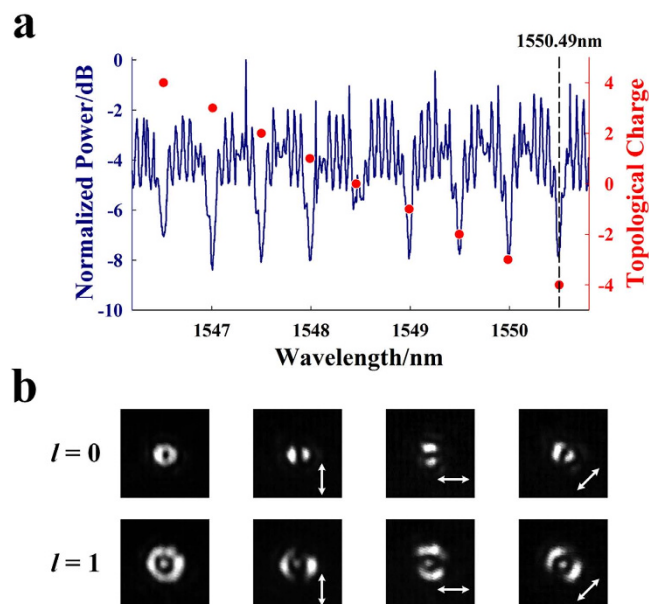 a
1550.49nm
Normalized Power/dB
0
-2
-4
-6
-8
-10
4
2
0
-2
-4
Topological Charge
1547
1548
1549
1550
Wavelength/nm
b
l = 0
l = 1